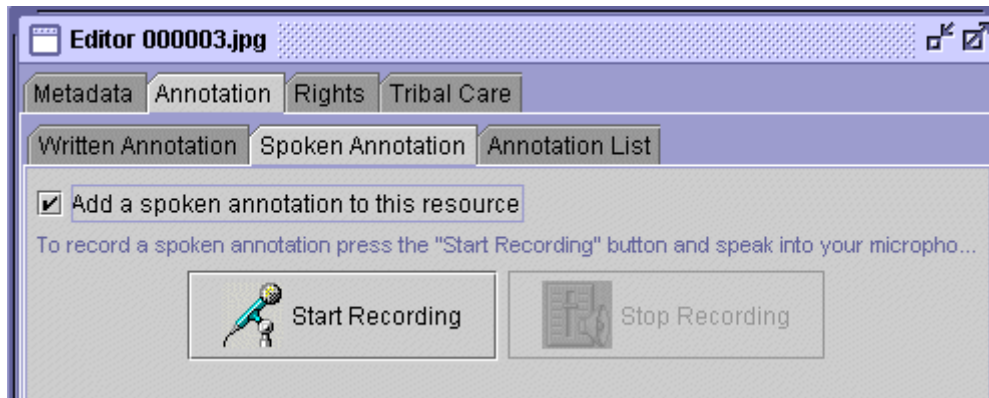 Editor 000003.jpg
Metadata Annotation Rights Tribal Care
Written Annotation Spoken Annotation Annotation List
Add a spoken annotation to this resource
To record a spoken annotation press the "Start Recording" button and speak into your micropho...
Start Recording Stop Recording